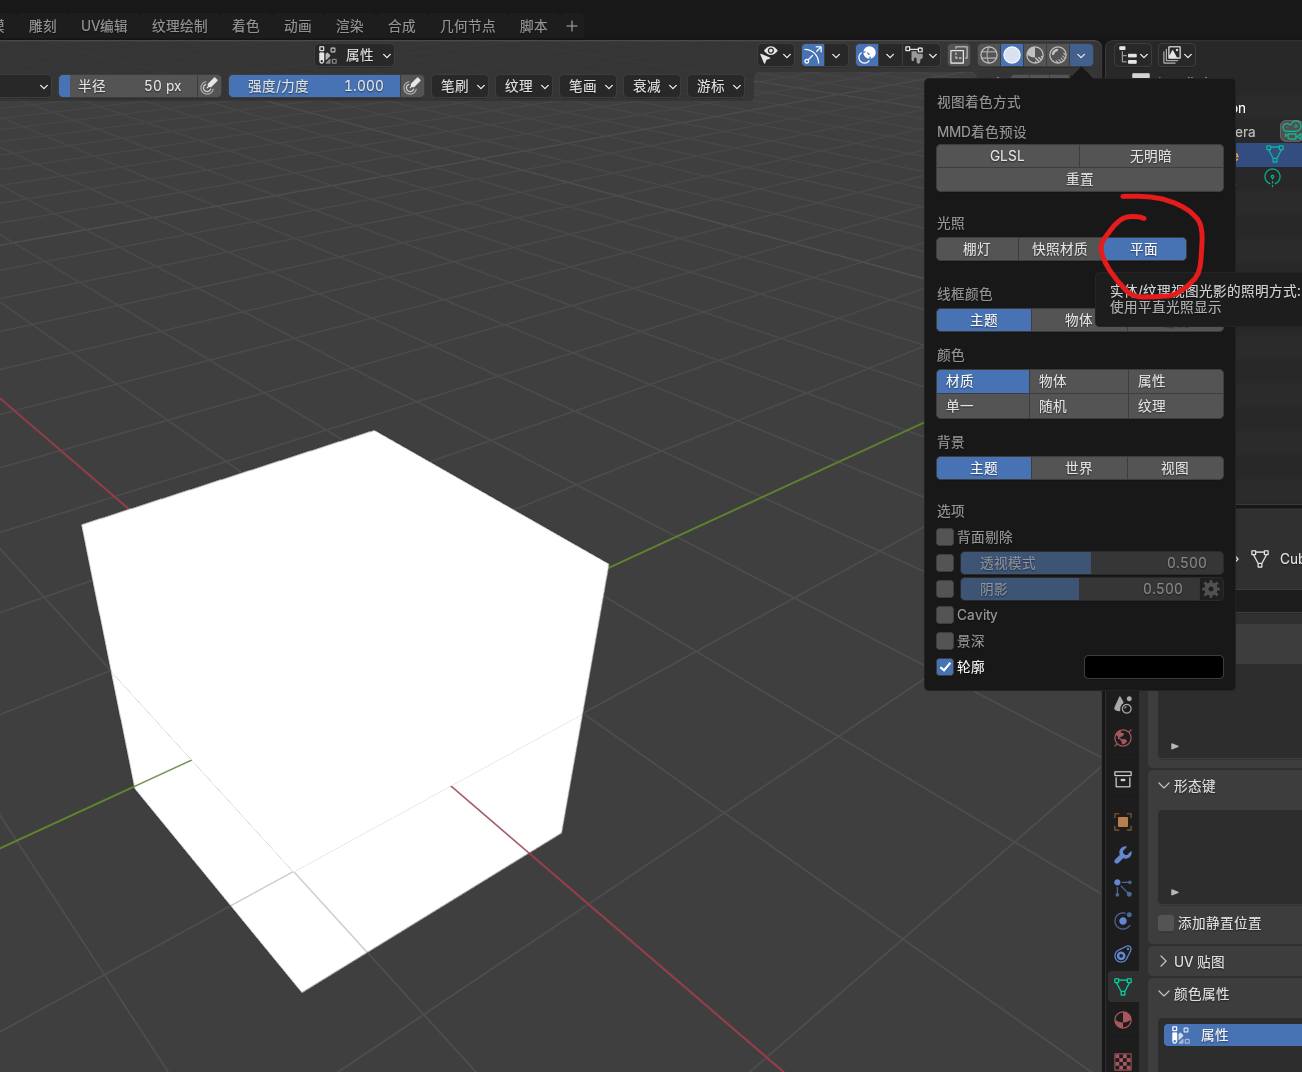 雕刻 UV编辑 纹理绘制 着色 动画 渲染 合成 几何节点 脚本 +
属性
半径 50 px 强度/力度 1.000 笔刷 纹理 笔画 衰减 游标
视图着色方式
MMD着色预设
GLSL 无明暗
重置
光照
棚灯 快照材质 平面
实体/纹理视图光影的照明方式:
使用平直光照显示
线框颜色
主题 物体
颜色
材质 物体 属性
单一 随机 纹理
背景
主题 世界 视图
选项
背面剔除
透视模式 0.500
阴影 0.500
Cavity
景深
轮廓
on
era
e
Cub
形态键
添加静置位置
UV 贴图
颜色属性
属性